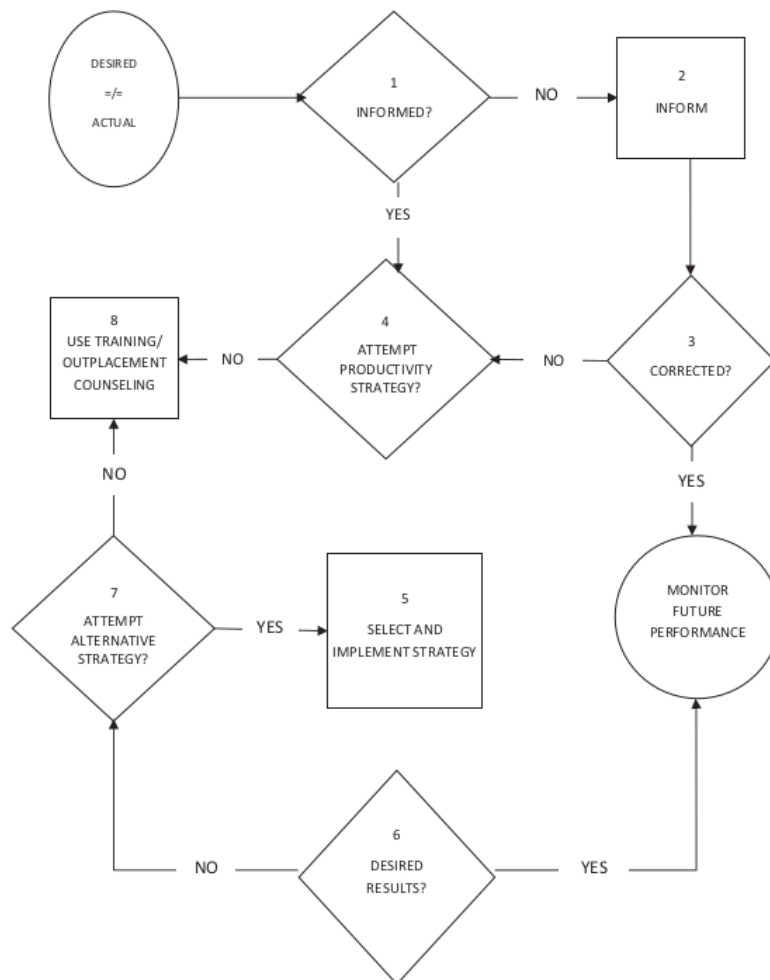 DESIRED
=/=
ACTUAL
1
INFORMED?
NO
2
INFORM
YES
8
USE TRAINING/
OUTPLACEMENT
COUNSELING
NO
4
ATTEMPT
PRODUCTIVITY
STRATEGY?
NO
3
CORRECTED?
NO
YES
7
ATTEMPT
ALTERNATIVE
STRATEGY?
YES
5
SELECT AND
IMPLEMENT STRATEGY
MONITOR
FUTURE
PERFORMANCE
NO
6
DESIRED
RESULTS?
YES